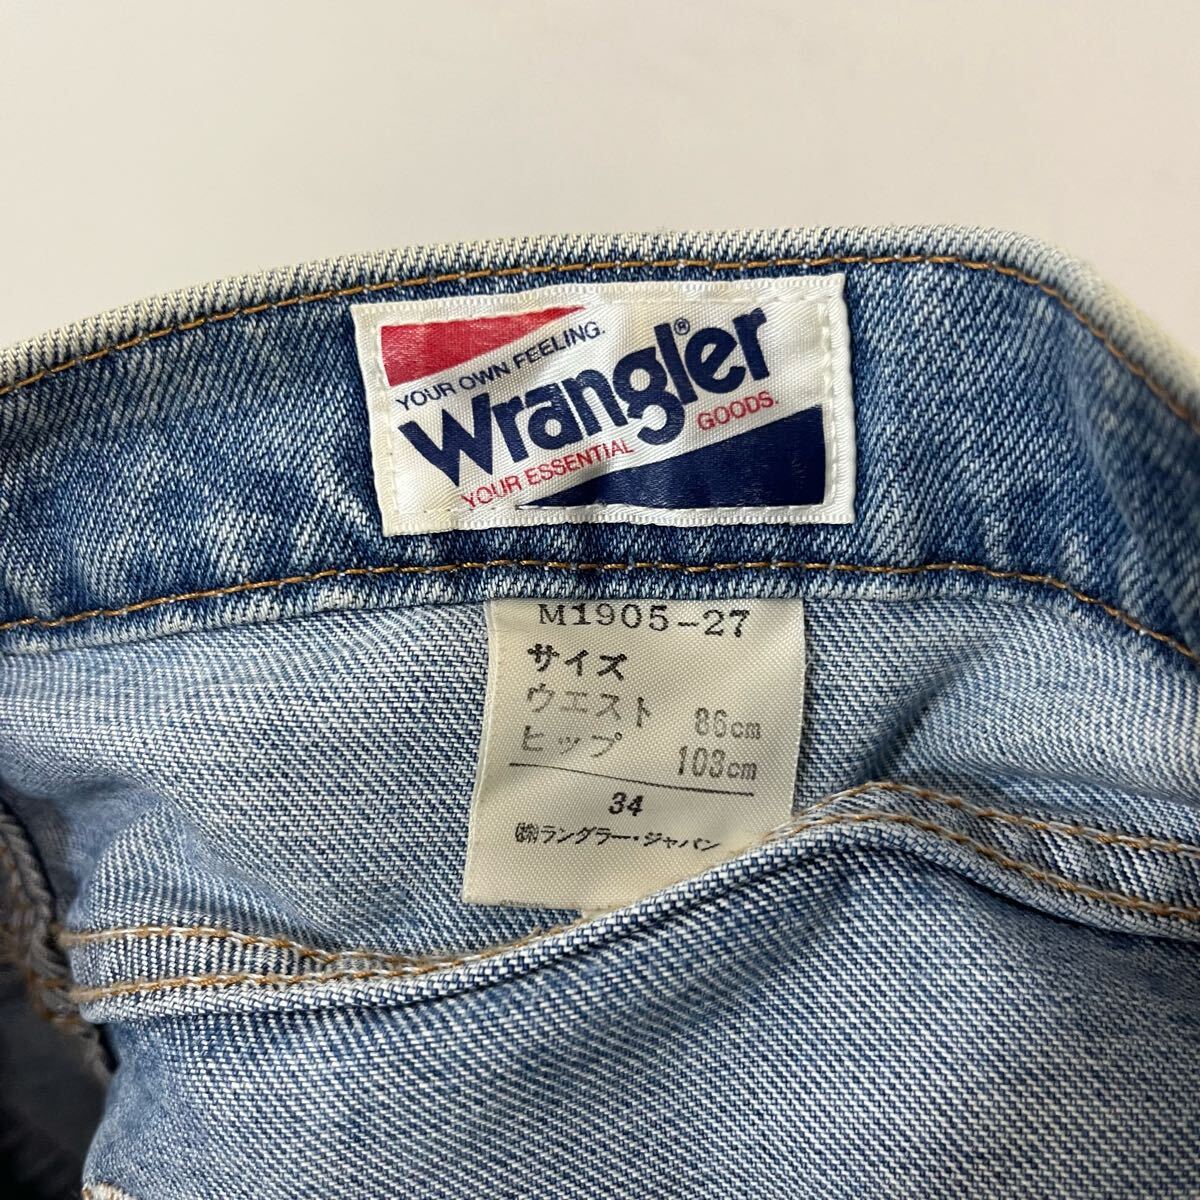 YOUR OWN FEELING.
Wrangler®
YOUR ESSENTIAL GOODS.
M1905-27
サイズ
ウエスト 86cm
ヒップ 103cm
34
㈱ラングラー・ジャパン